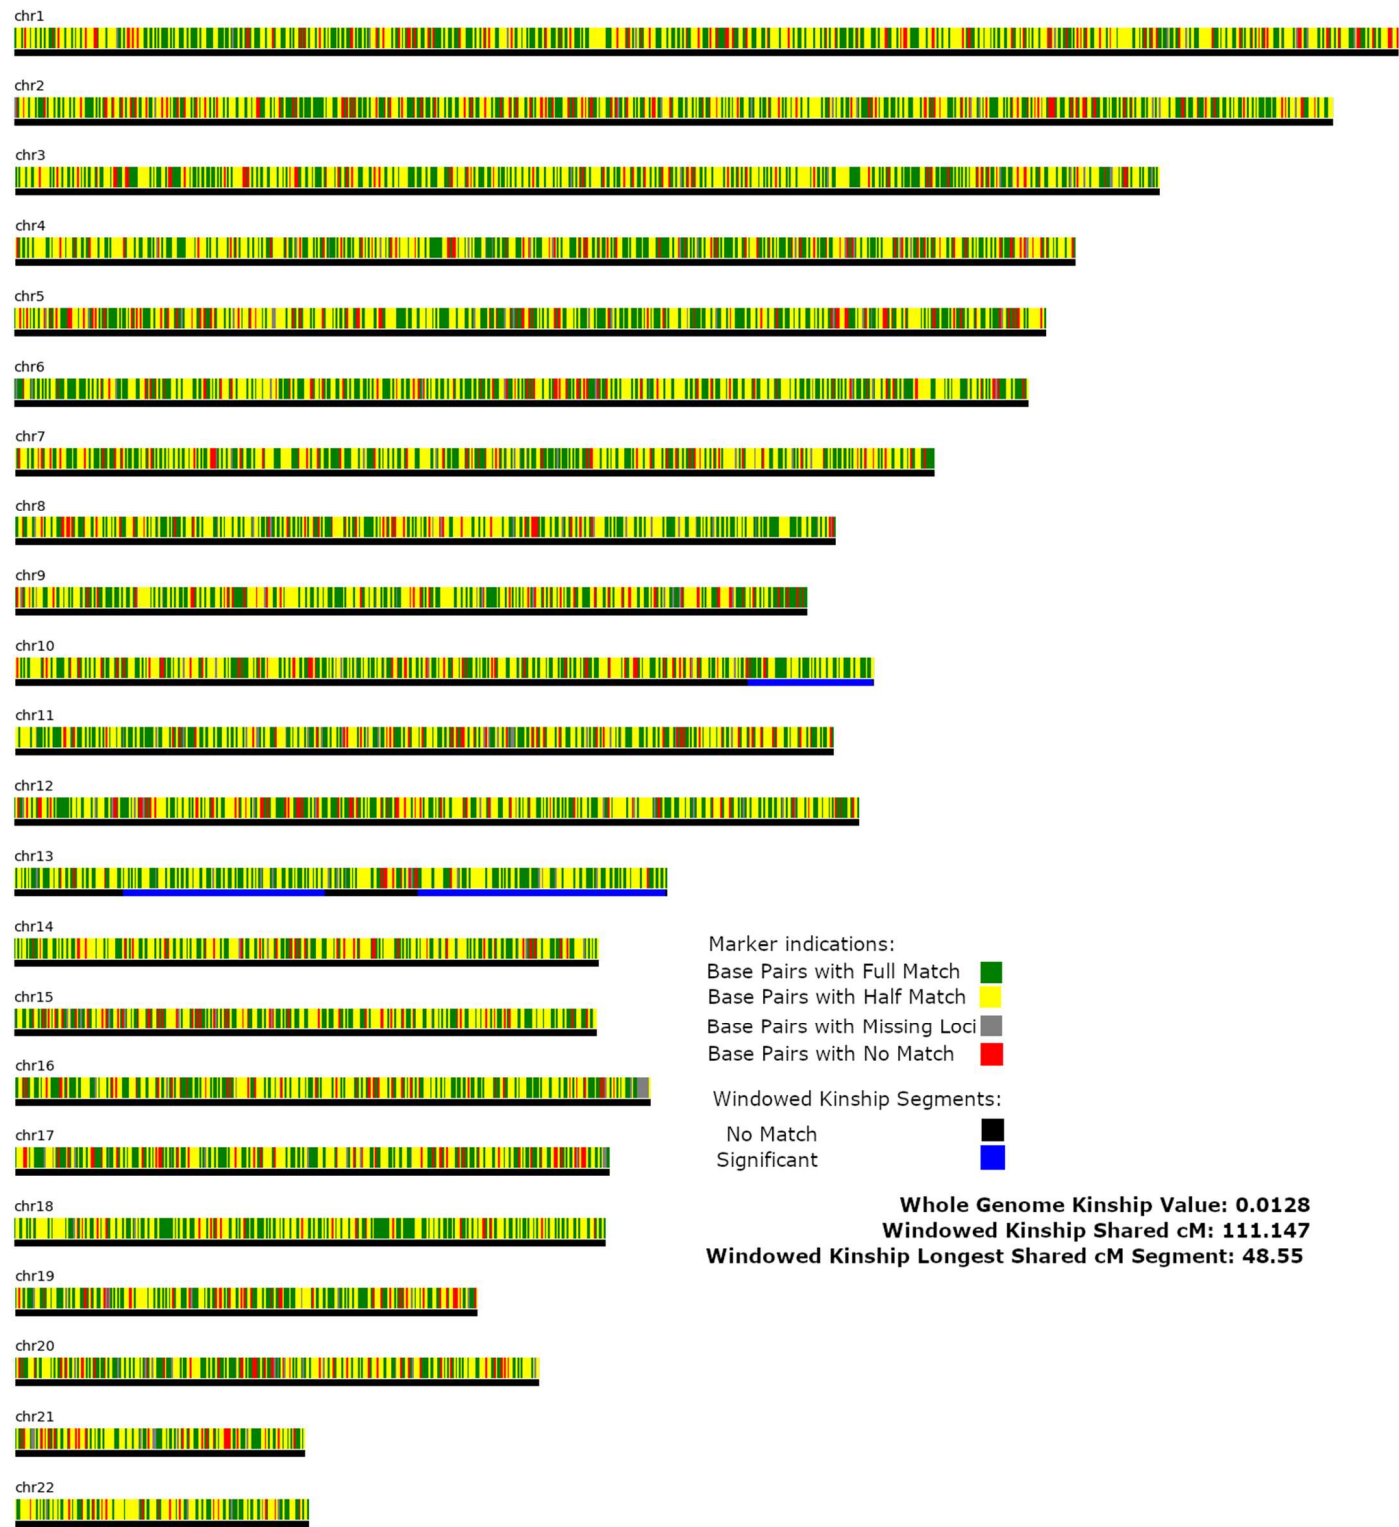 chr1
chr2
chr3
chr4
chr5
chr6
chr7
chr8
chr9
chr10
chr11
chr12
chr13
chr14
Marker indications:
Base Pairs with Full Match
Base Pairs with Half Match
chr15
Base Pairs with Missing Loci
Base Pairs with No Match
chr16
Windowed Kinship Segments:
No Match
chr17
Significant
chr18
Whole Genome Kinship Value: 0.0128
Windowed Kinship Shared cM: 111.147
Windowed Kinship Longest Shared cM Segment: 48.55
chr19
chr20
chr21
chr22